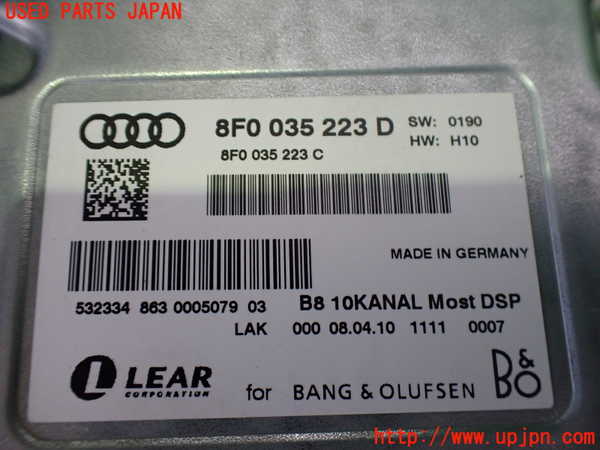 USED PARTS JAPAN
8F0 035 223 D SW: 0190
8F0 035 223 C HW: H10
MADE IN GERMANY
532334 863 0005079 03 B8 10KANAL Most DSP
LAK 000 08.04.10 1111 0007
LEAR
CORPORATION
for BANG & OLUFSEN B&O
http://www.upjpn.com/